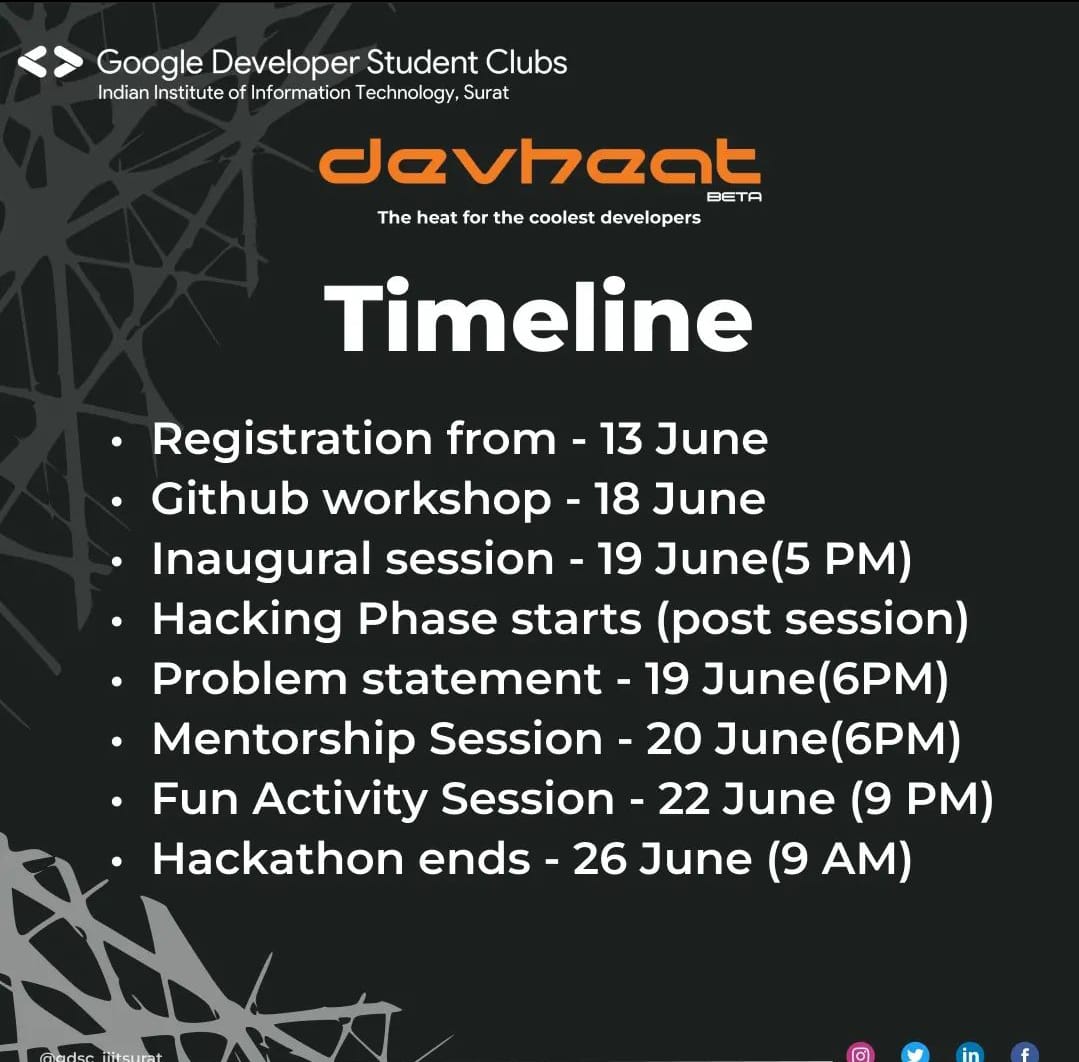 Google Developer Student Clubs
Indian Institute of Information Technology, Surat
devheat
BETA
The heat for the coolest developers
Timeline
• Registration from - 13 June
• Github workshop - 18 June
• Inaugural session - 19 June(5 PM)
• Hacking Phase starts (post session)
• Problem statement - 19 June(6PM)
• Mentorship Session - 20 June(6PM)
• Fun Activity Session - 22 June (9 PM)
• Hackathon ends - 26 June (9 AM)
@gdsc_iiitsurat